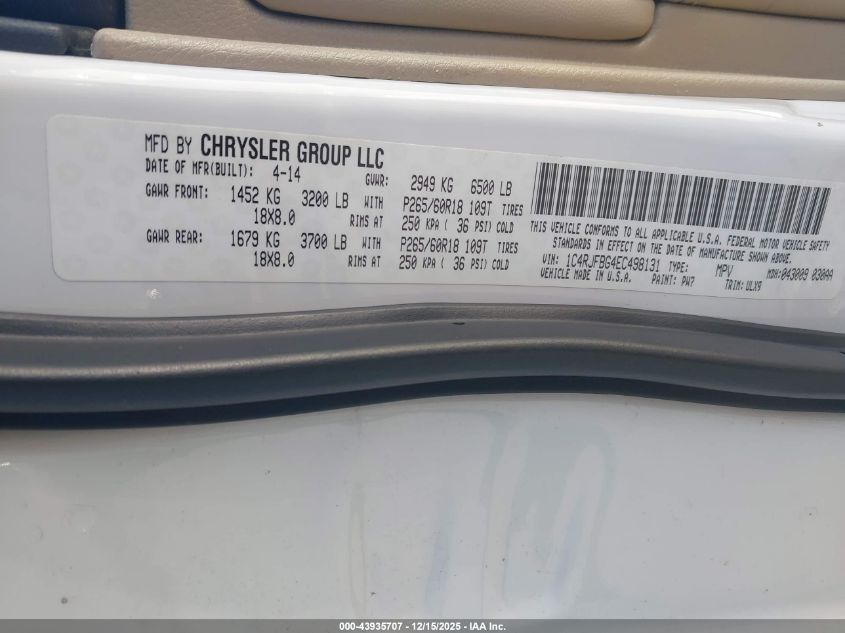 MFD BY CHRYSLER GROUP LLC
DATE OF MFR(BUILT): 4-14 GVWR: 2949 KG 6500 LB
GAWR FRONT: 1452 KG 3200 LB WITH P265/60R18 109T TIRES
18X8.0 RIMS AT 250 KPA ( 36 PSI) COLD
GAWR REAR: 1679 KG 3700 LB WITH P265/60R18 109T TIRES
18X8.0 RIMS AT 250 KPA ( 36 PSI) COLD
THIS VEHICLE CONFORMS TO ALL APPLICABLE U.S.A. FEDERAL MOTOR VEHICLE SAFETY
STANDARDS IN EFFECT ON THE DATE OF MANUFACTURE SHOWN ABOVE.
VIN: 1C4RJFBG4EC498131 TYPE: MPV MDH:043009 030AA
VEHICLE MADE IN U.S.A. PAINT: PW7 TRIM: ULX9
000-43935707 - 12/15/2025 - IAA Inc.